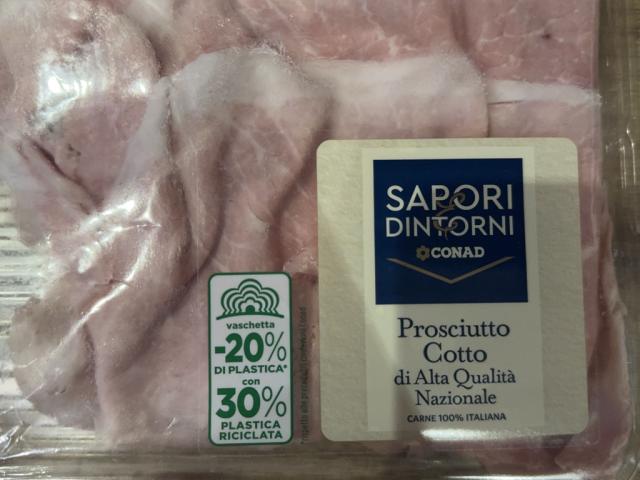 SAPORI
&
DINTORNI
CONAD
Prosciutto
Cotto
di Alta Qualità
Nazionale
CARNE 100% ITALIANA
vaschetta
-20%
DI PLASTICA*
con
30%
PLASTICA
RICICLATA